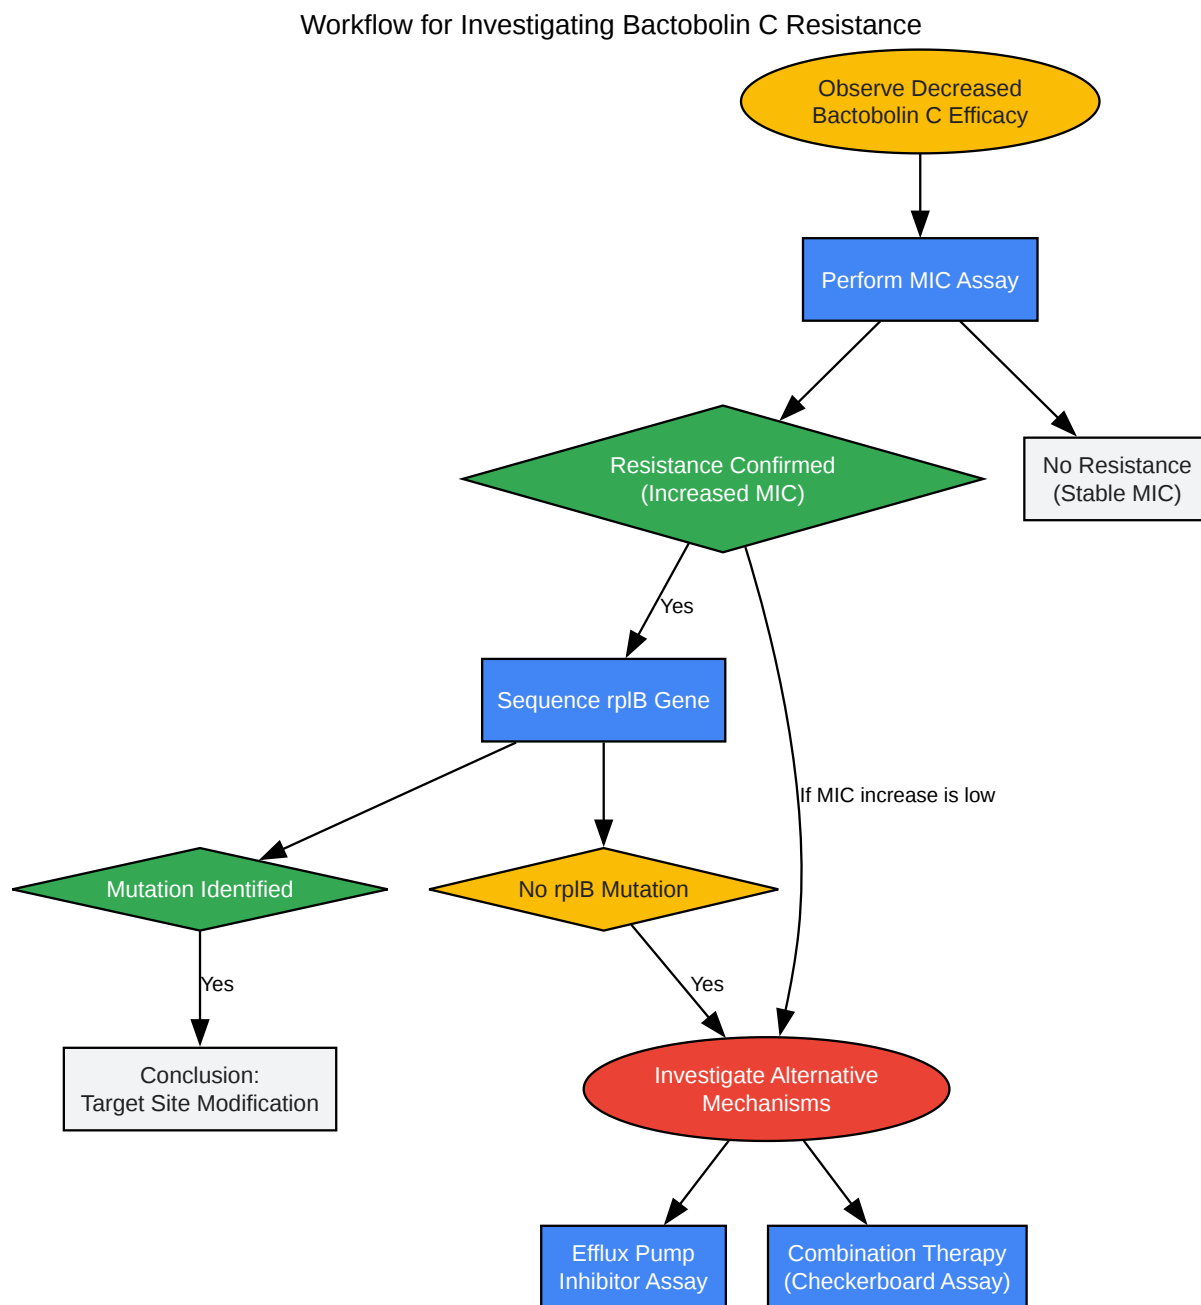 Workflow for Investigating Bactobolin C Resistance
Observe Decreased
Bactobolin C Efficacy
Perform MIC Assay
Resistance Confirmed
(Increased MIC)
No Resistance
(Stable MIC)
Yes
Sequence rplB Gene
If MIC increase is low
Mutation Identified
No rplB Mutation
Yes
Yes
Conclusion:
Target Site Modification
Investigate Alternative
Mechanisms
Efflux Pump
Inhibitor Assay
Combination Therapy
(Checkerboard Assay)